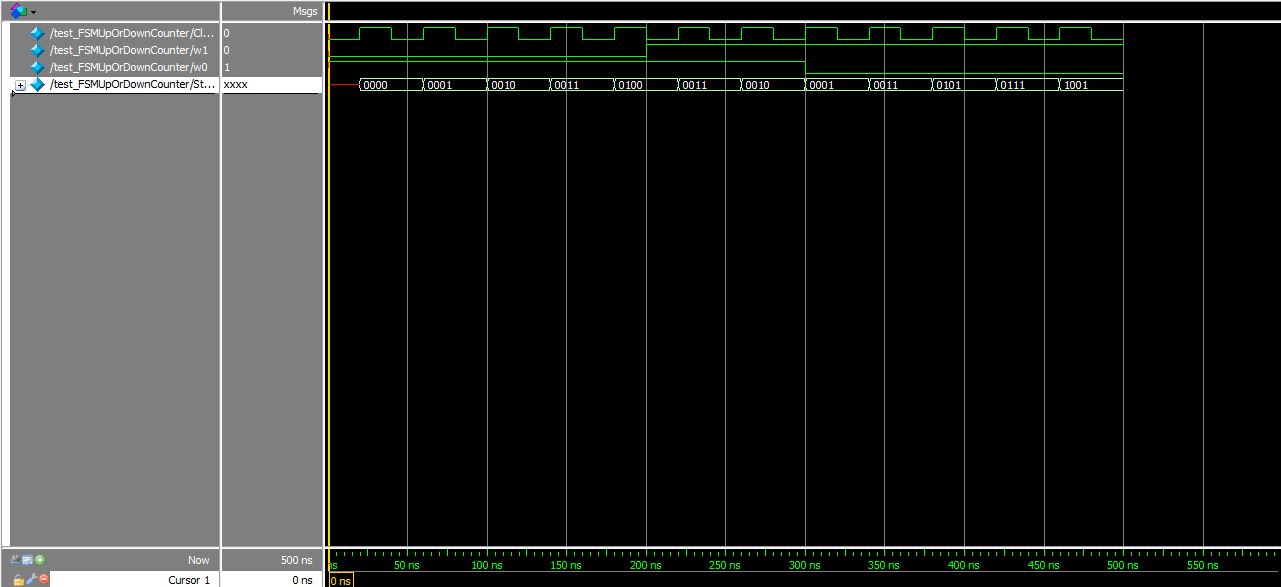 Msgs
/test_FSMUpOrDownCounter/Cl... 0
/test_FSMUpOrDownCounter/w1 0
/test_FSMUpOrDownCounter/w0 1
/test_FSMUpOrDownCounter/St... xxxx 0000 0001 0010 0011 0100 0011 0010 0001 0011 0101 0111 1001
Now 500 ns ns 50 ns 100 ns 150 ns 200 ns 250 ns 300 ns 350 ns 400 ns 450 ns 500 ns 550 ns
Cursor 1 0 ns 0 ns